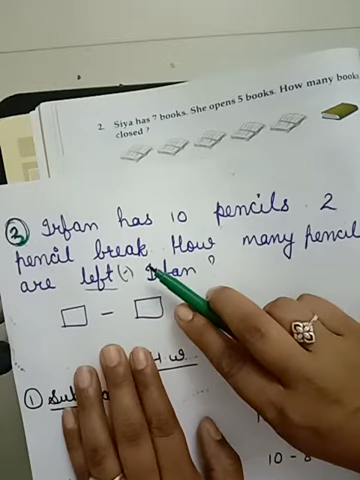 2. Siya has 7 books. She opens 5 books. How many books
closed ?
③ Irfan has 10 pencils 2
pencil break How many pencil
are left (-) Irfan ?
□ - □
H.W.
① Sub
10 - 8